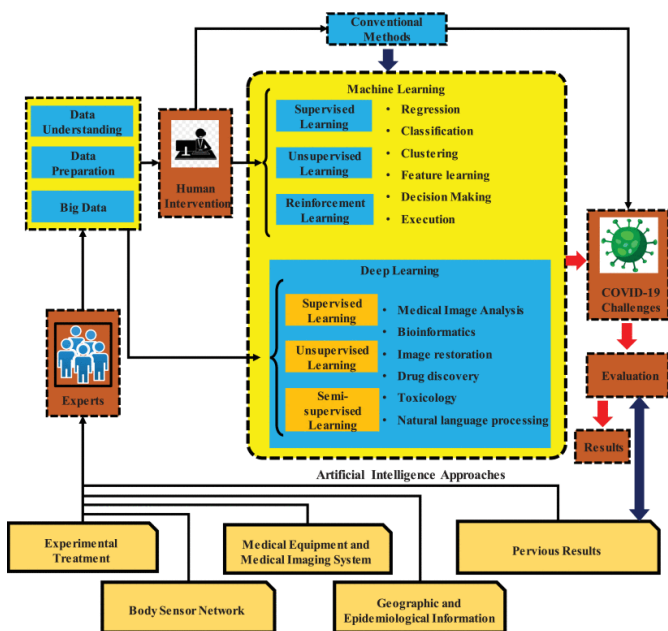 Conventional
Methods
Data
Understanding
Data
Preparation
Big Data
Human
Intervention
Machine Learning
Supervised
Learning
Unsupervised
Learning
Reinforcement
Learning
• Regression
• Classification
• Clustering
• Feature learning
• Decision Making
• Execution
Deep Learning
Supervised
Learning
Unsupervised
Learning
Semi-
supervised
Learning
• Medical Image Analysis
• Bioinformatics
• Image restoration
• Drug discovery
• Toxicology
• Natural language processing
COVID-19
Challenges
Experts
Evaluation
Results
Artificial Intelligence Approaches
Experimental
Treatment
Medical Equipment and
Medical Imaging System
Pervious Results
Body Sensor Network
Geographic and
Epidemiological Information